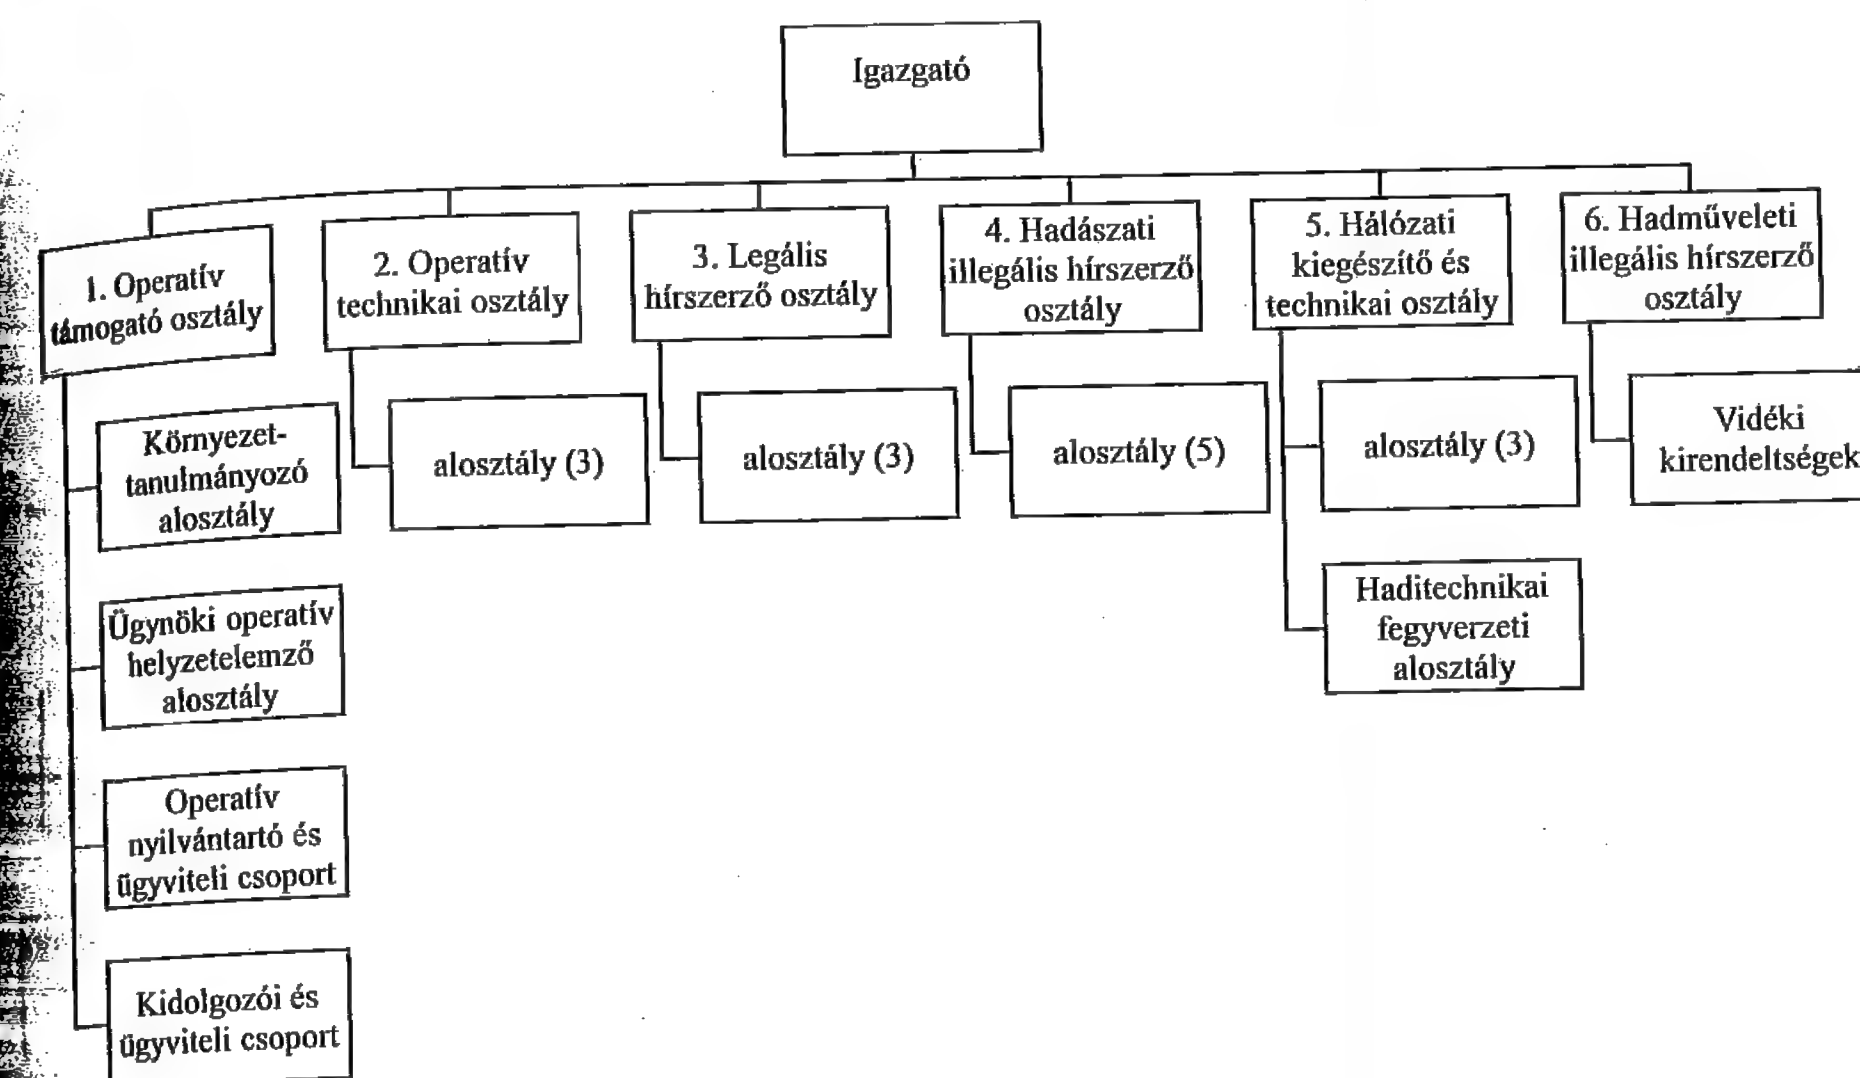 Igazgató
1. Operatív
támogató osztály
2. Operatív
technikai osztály
3. Legális
hírszerző osztály
4. Hadászati
illegális hírszerző
osztály
5. Hálózati
kiegészítő és
technikai osztály
6. Hadműveleti
illegális hírszerző
osztály
Környezet-
tanulmányozó
alosztály
alosztály (3)
alosztály (3)
alosztály (5)
alosztály (3)
Vidéki
kirendeltségek
Ügynöki operatív
helyzetelemző
alosztály
Haditechnikai
fegyverzeti
alosztály
Operatív
nyilvántartó és
ügyviteli csoport
Kidolgozói és
ügyviteli csoport